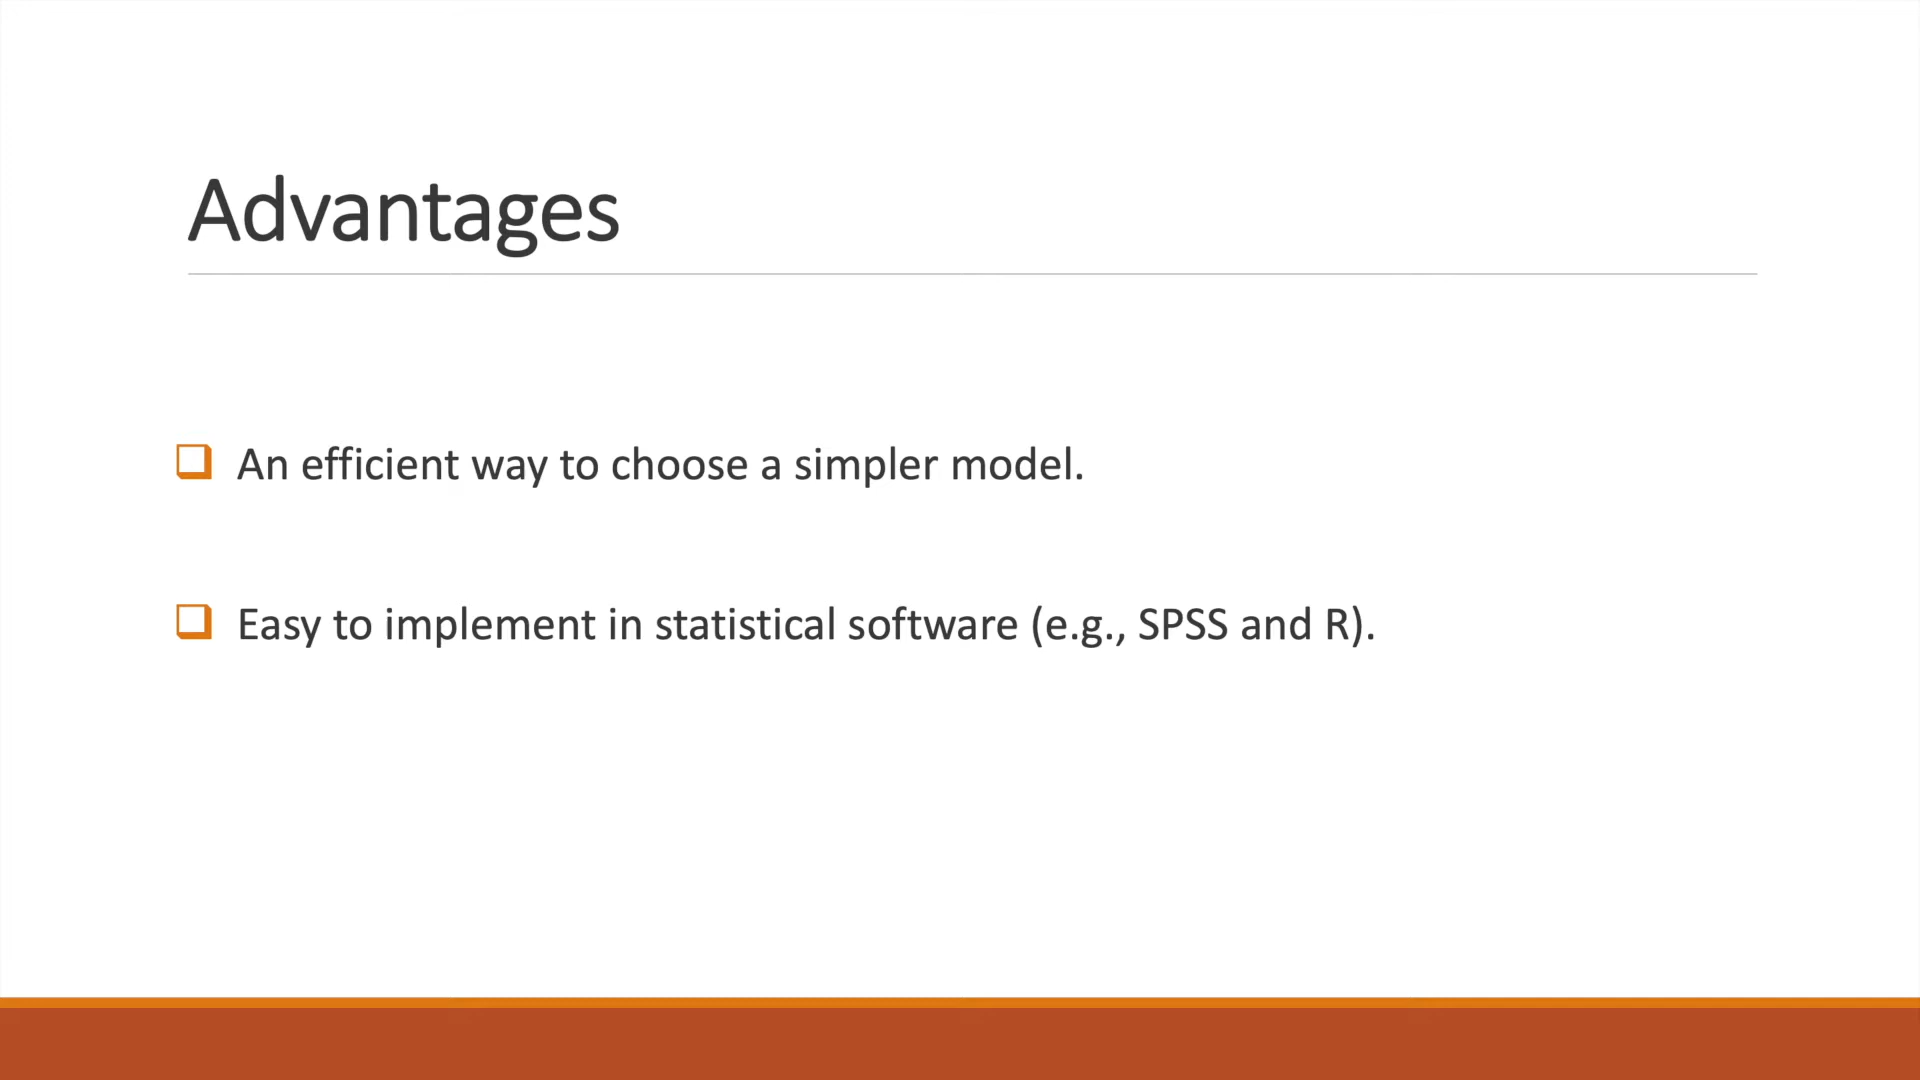 Advantages
An efficient way to choose a simpler model.
Easy to implement in statistical software (e.g., SPSS and R).